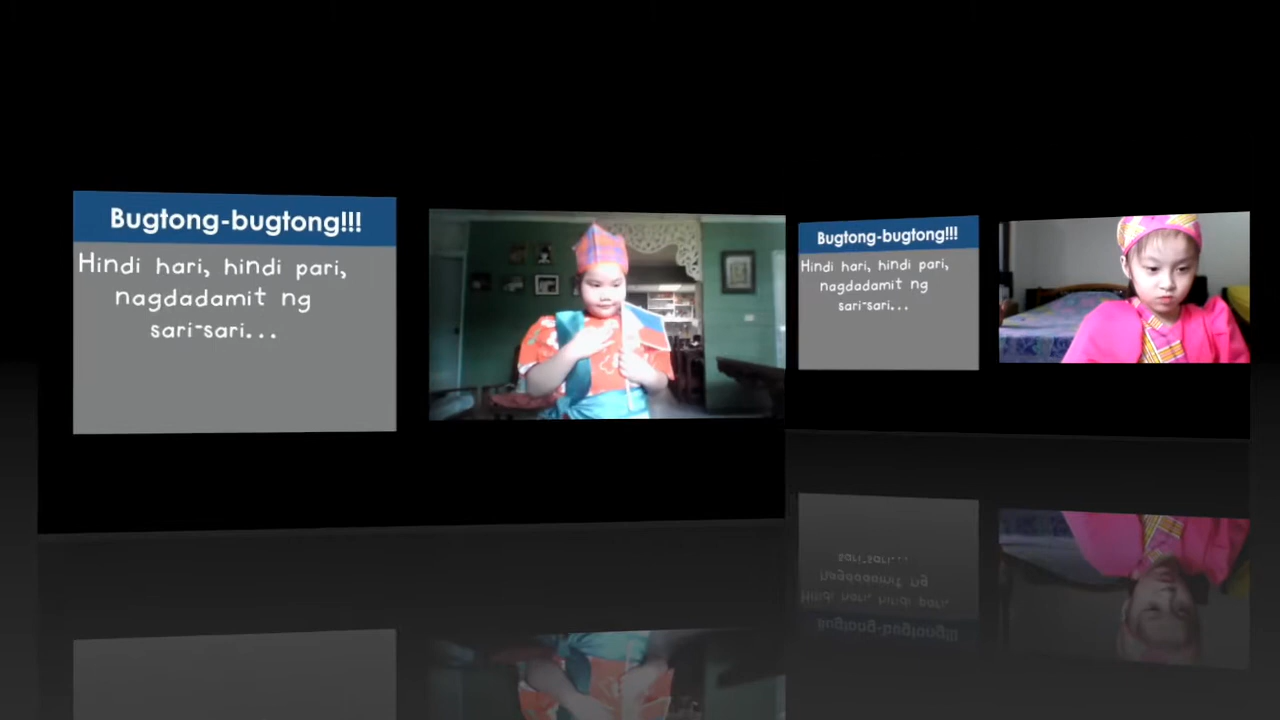 Bugtong-bugtong!!!
Hindi hari, hindi pari,
nagdadamit ng
sari-sari...
Bugtong-bugtong!!!
Hindi hari, hindi pari,
nagdadamit ng
sari-sari...